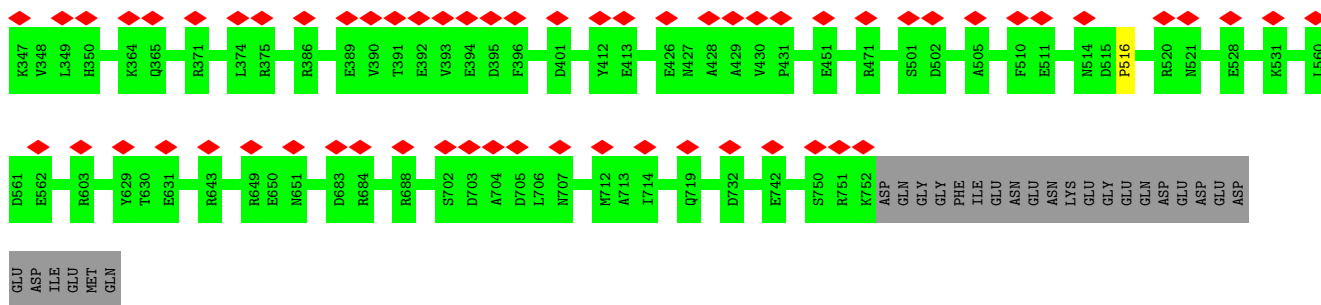 K347 V348 L349 H350 K364 Q365 R371 L374 R375 R386 E389 V390 T391 E392 V393 E394 D395 F396 D401 Y412 E413 E426 N427 A428 A429 V430 P431 E451 R471 S501 D502 A505 F510 E511 N514 D515 P516 R520 N521 E528 K531 L560
D561 E562 R603 Y629 T630 E631 R643 R649 E650 N651 D683 R684 R688 S702 D703 A704 D705 L706 N707 M712 A713 I714 Q719 D732 E742 S750 R751 K752 ASP GLN GLY GLY PHE ILE GLU ASN GLU ASN LYS GLU GLY GLU GLN ASP GLU ASP GLU ASP
GLU ASP ILE GLU MET GLN